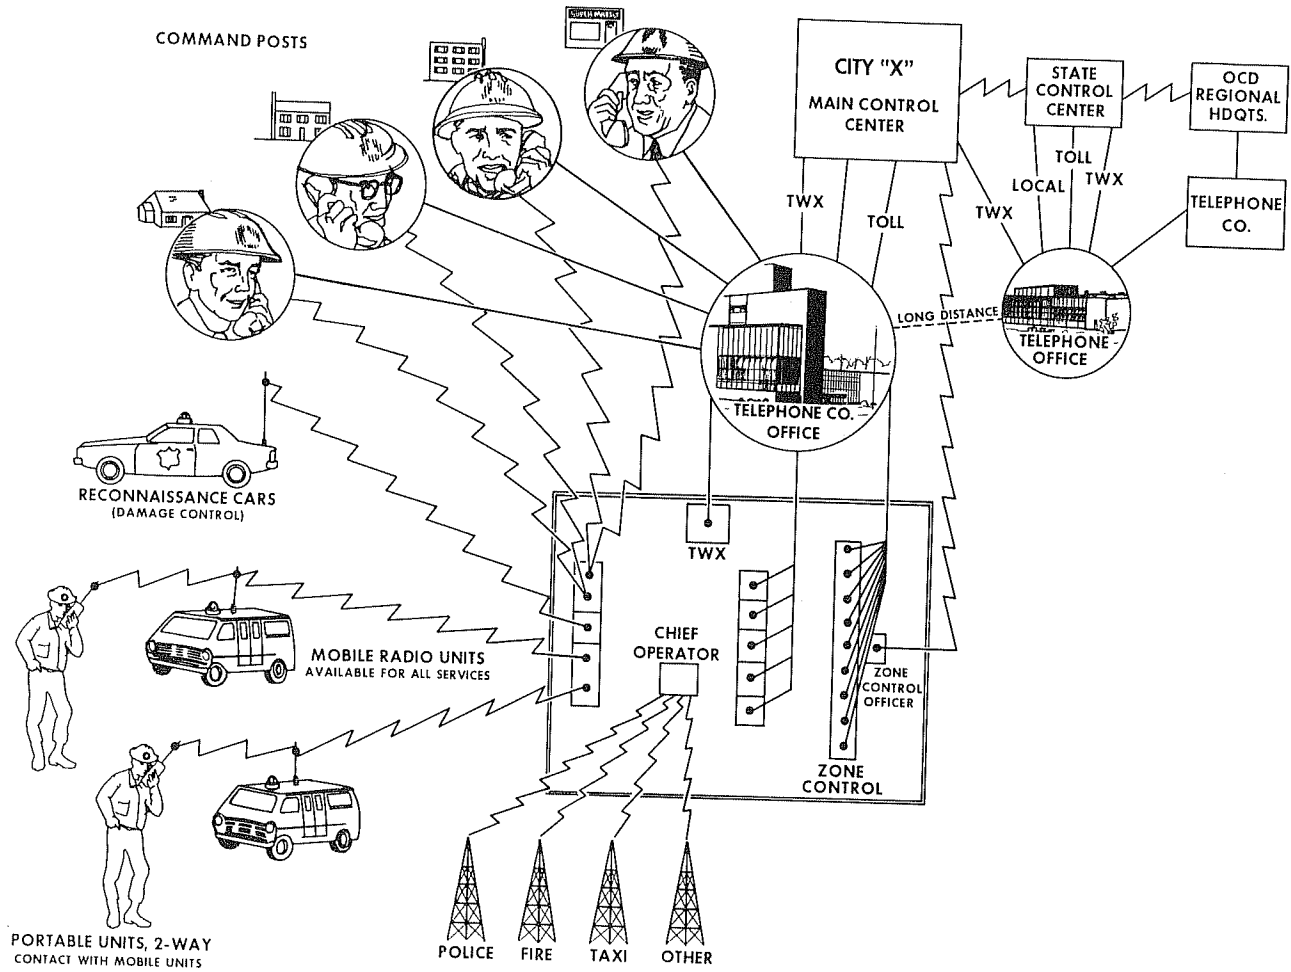 COMMAND POSTS
SUPER MARKET
CITY "X"
MAIN CONTROL
CENTER
STATE
CONTROL
CENTER
OCD
REGIONAL
HDQTS.
TOLL
LOCAL
TWX
TWX
TOLL
TWX
TELEPHONE
CO.
LONG DISTANCE
TELEPHONE
OFFICE
TELEPHONE CO.
OFFICE
RECONNAISSANCE CARS
(DAMAGE CONTROL)
TWX
MOBILE RADIO UNITS
AVAILABLE FOR ALL SERVICES
CHIEF
OPERATOR
ZONE
CONTROL
OFFICER
ZONE
CONTROL
PORTABLE UNITS, 2-WAY
CONTACT WITH MOBILE UNITS
POLICE
FIRE
TAXI
OTHER